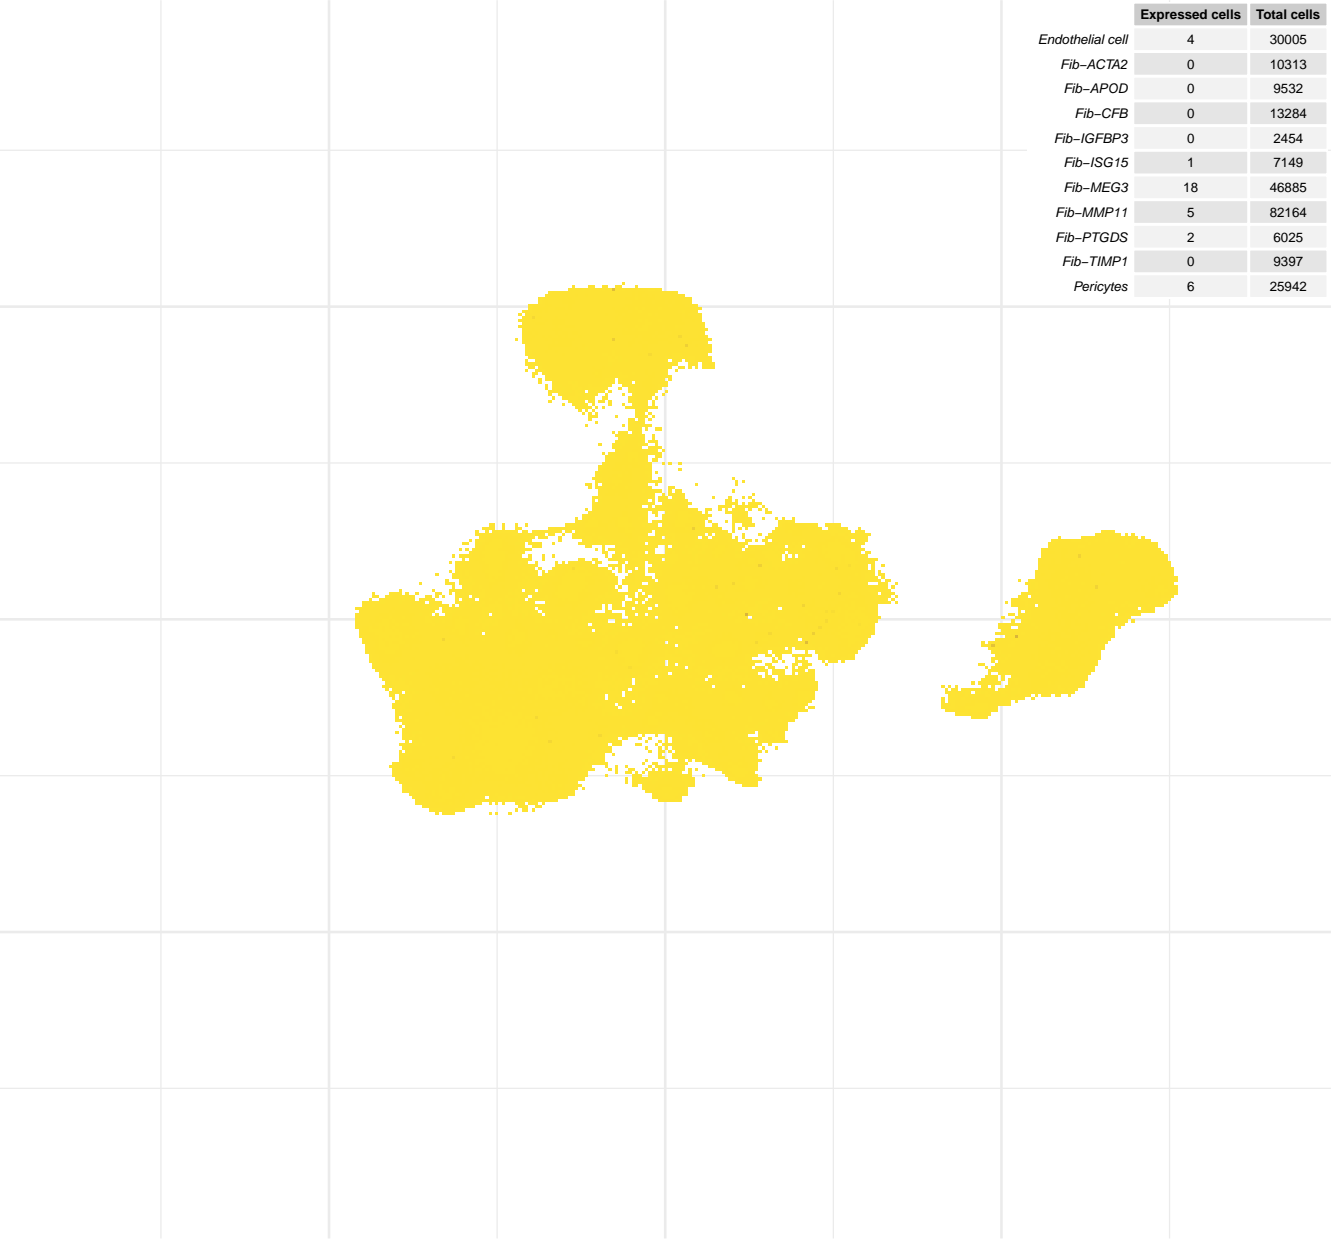 Expressed cells Total cells
Endothelial cell 4 30005
Fib−ACTA2 0 10313
Fib−APOD 0 9532
Fib−CFB 0 13284
Fib−IGFBP3 0 2454
Fib−ISG15 1 7149
Fib−MEG3 18 46885
Fib−MMP11 5 82164
Fib−PTGDS 2 6025
Fib−TIMP1 0 9397
Pericytes 6 25942